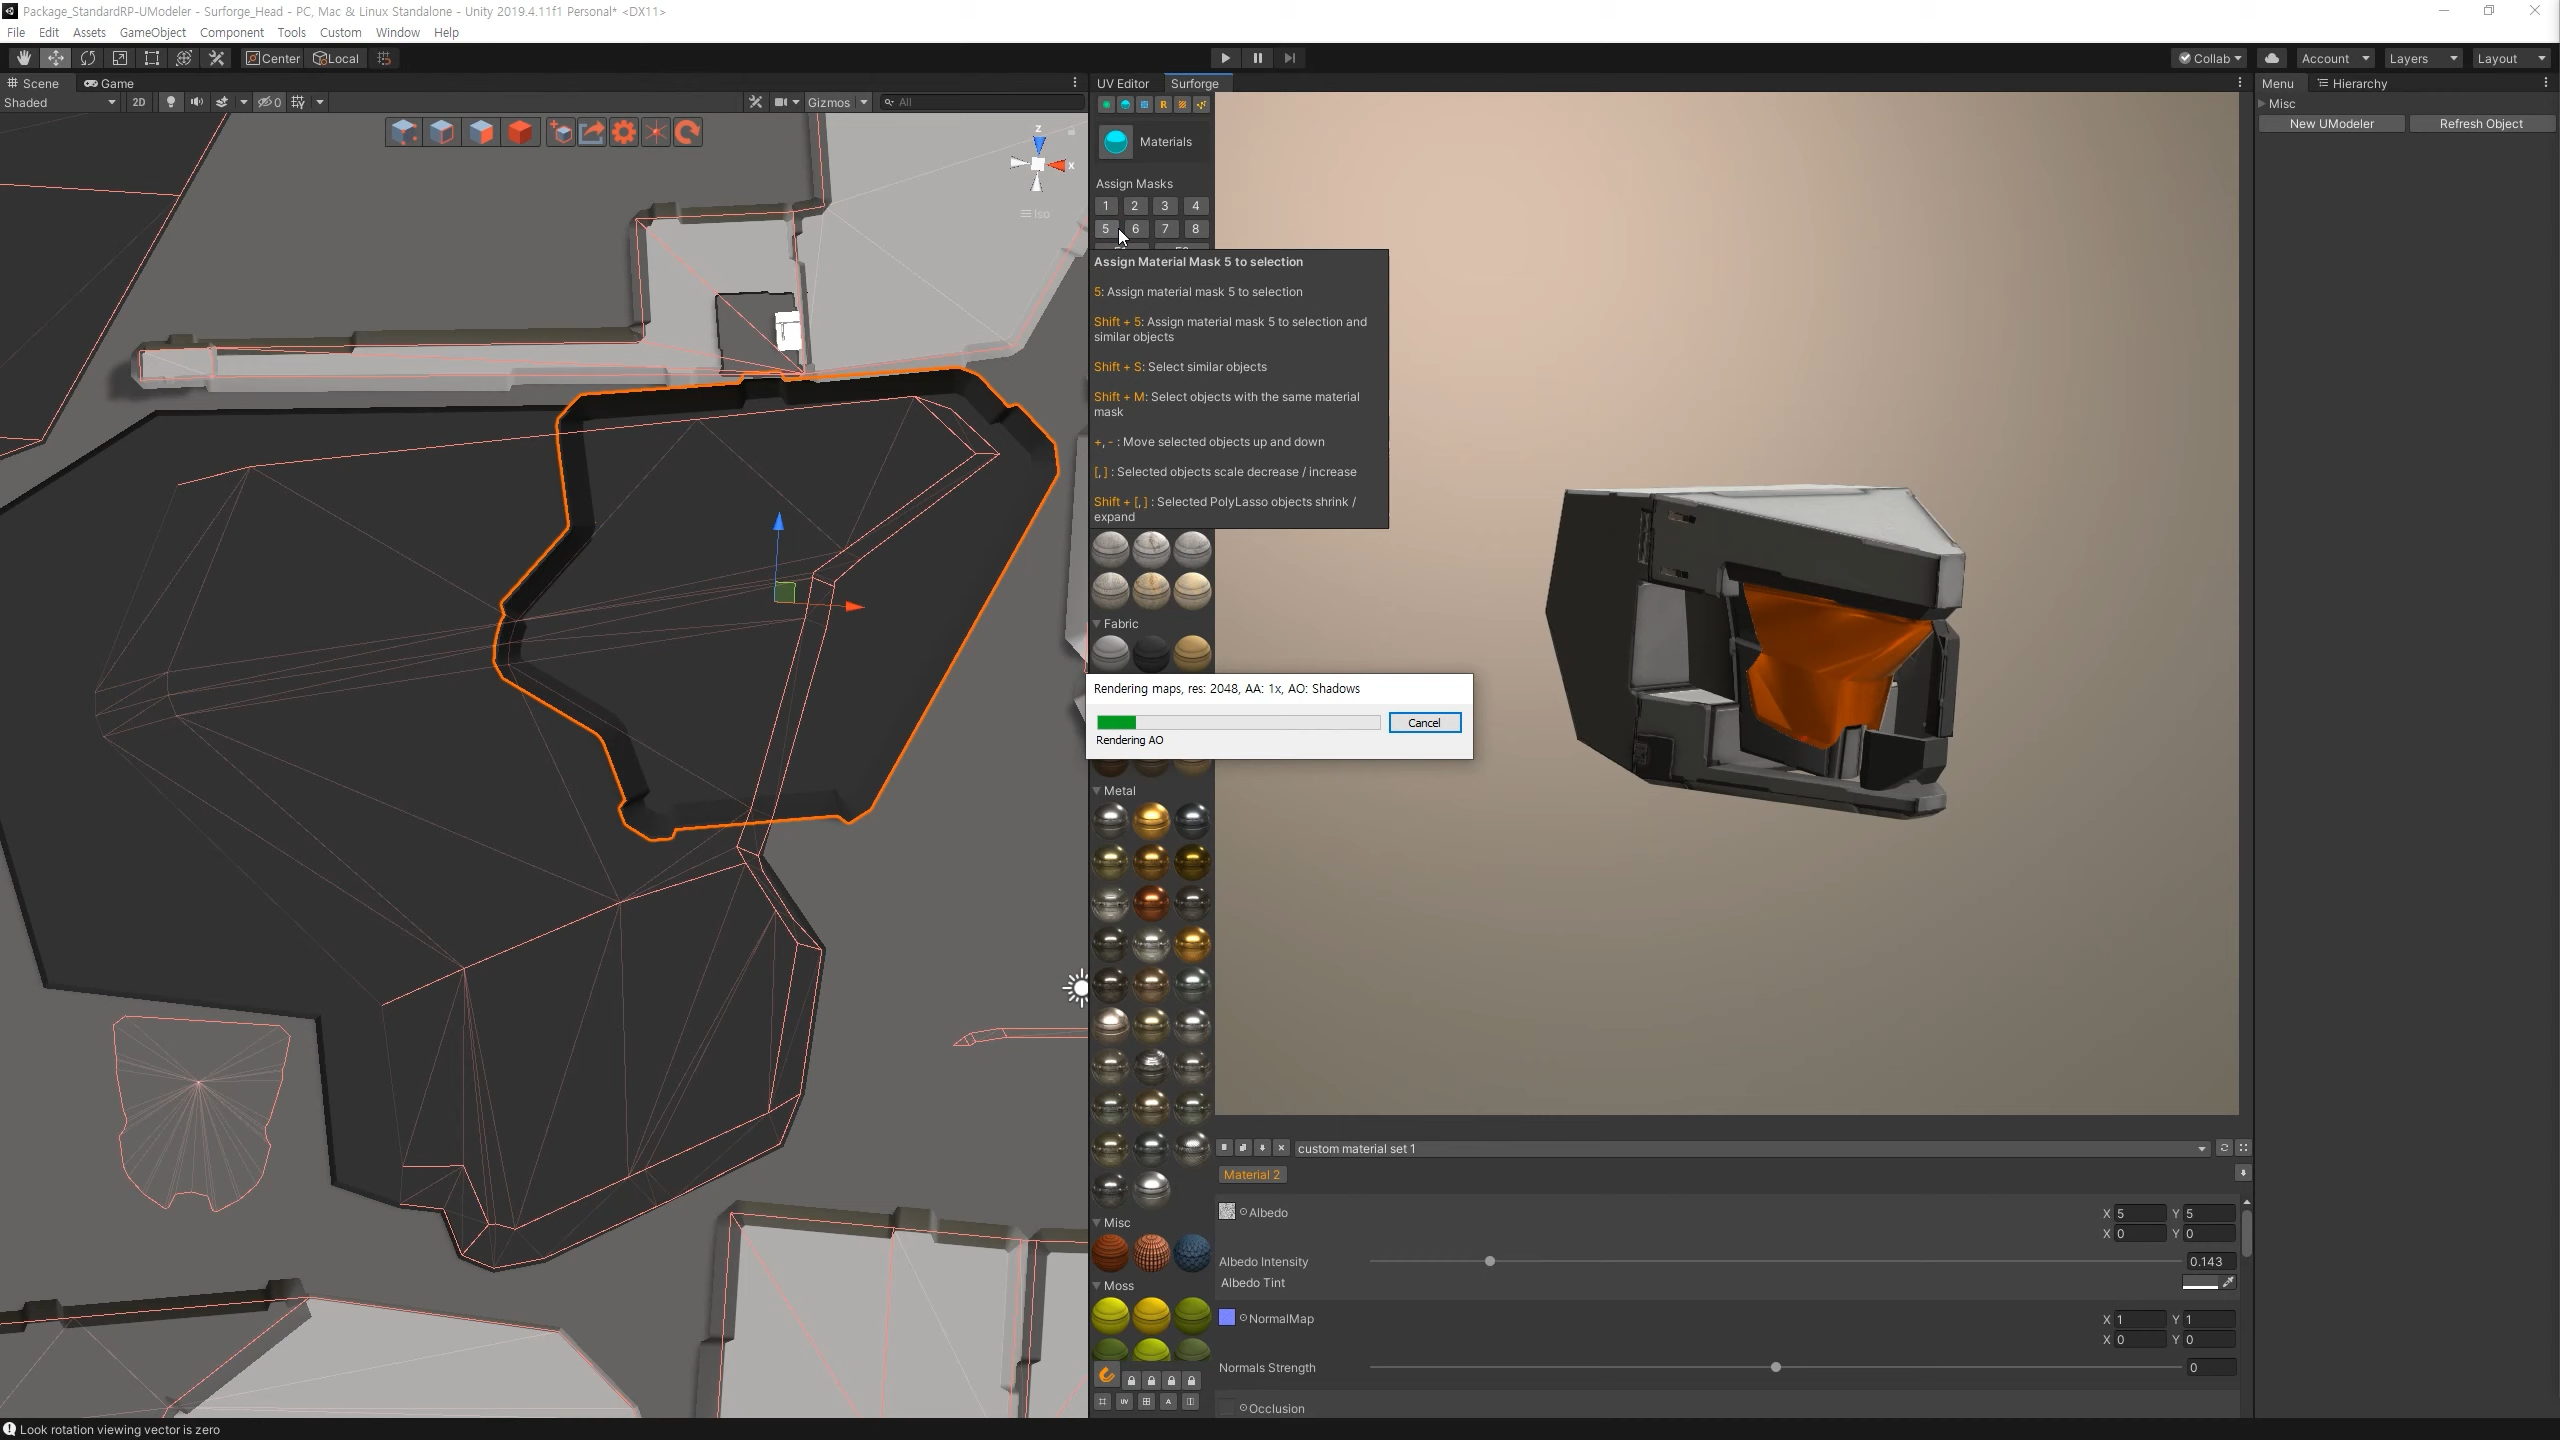 Package_StandardRP-UModeler - Surforge_Head - PC, Mac & Linux Standalone - Unity 2019.4.11f1 Personal* <DX11>
File Edit Assets GameObject Component Tools Custom Window Help
Center Local Collab Account Layers Layout
Scene Game
Shaded 2D 0 Gizmos All
z
x
Iso
UV Editor Surforge
R
Materials
Assign Masks
1 2 3 4
5 6 7 8
Assign Material Mask 5 to selection
5: Assign material mask 5 to selection
Shift + 5: Assign material mask 5 to selection and
similar objects
Shift + S: Select similar objects
Shift + M: Select objects with the same material
mask
+, - : Move selected objects up and down
[,] : Selected objects scale decrease / increase
Shift + [,] : Selected PolyLasso objects shrink /
expand
Fabric
Rendering maps, res: 2048, AA: 1x, AO: Shadows
Cancel
Rendering AO
Metal
Misc
Moss
UV A
custom material set 1
Material 2
Albedo X 5 Y 5
X 0 Y 0
Albedo Intensity 0.143
Albedo Tint
NormalMap X 1 Y 1
X 0 Y 0
Normals Strength 0
Occlusion
Menu Hierarchy
Misc
New UModeler Refresh Object
Look rotation viewing vector is zero